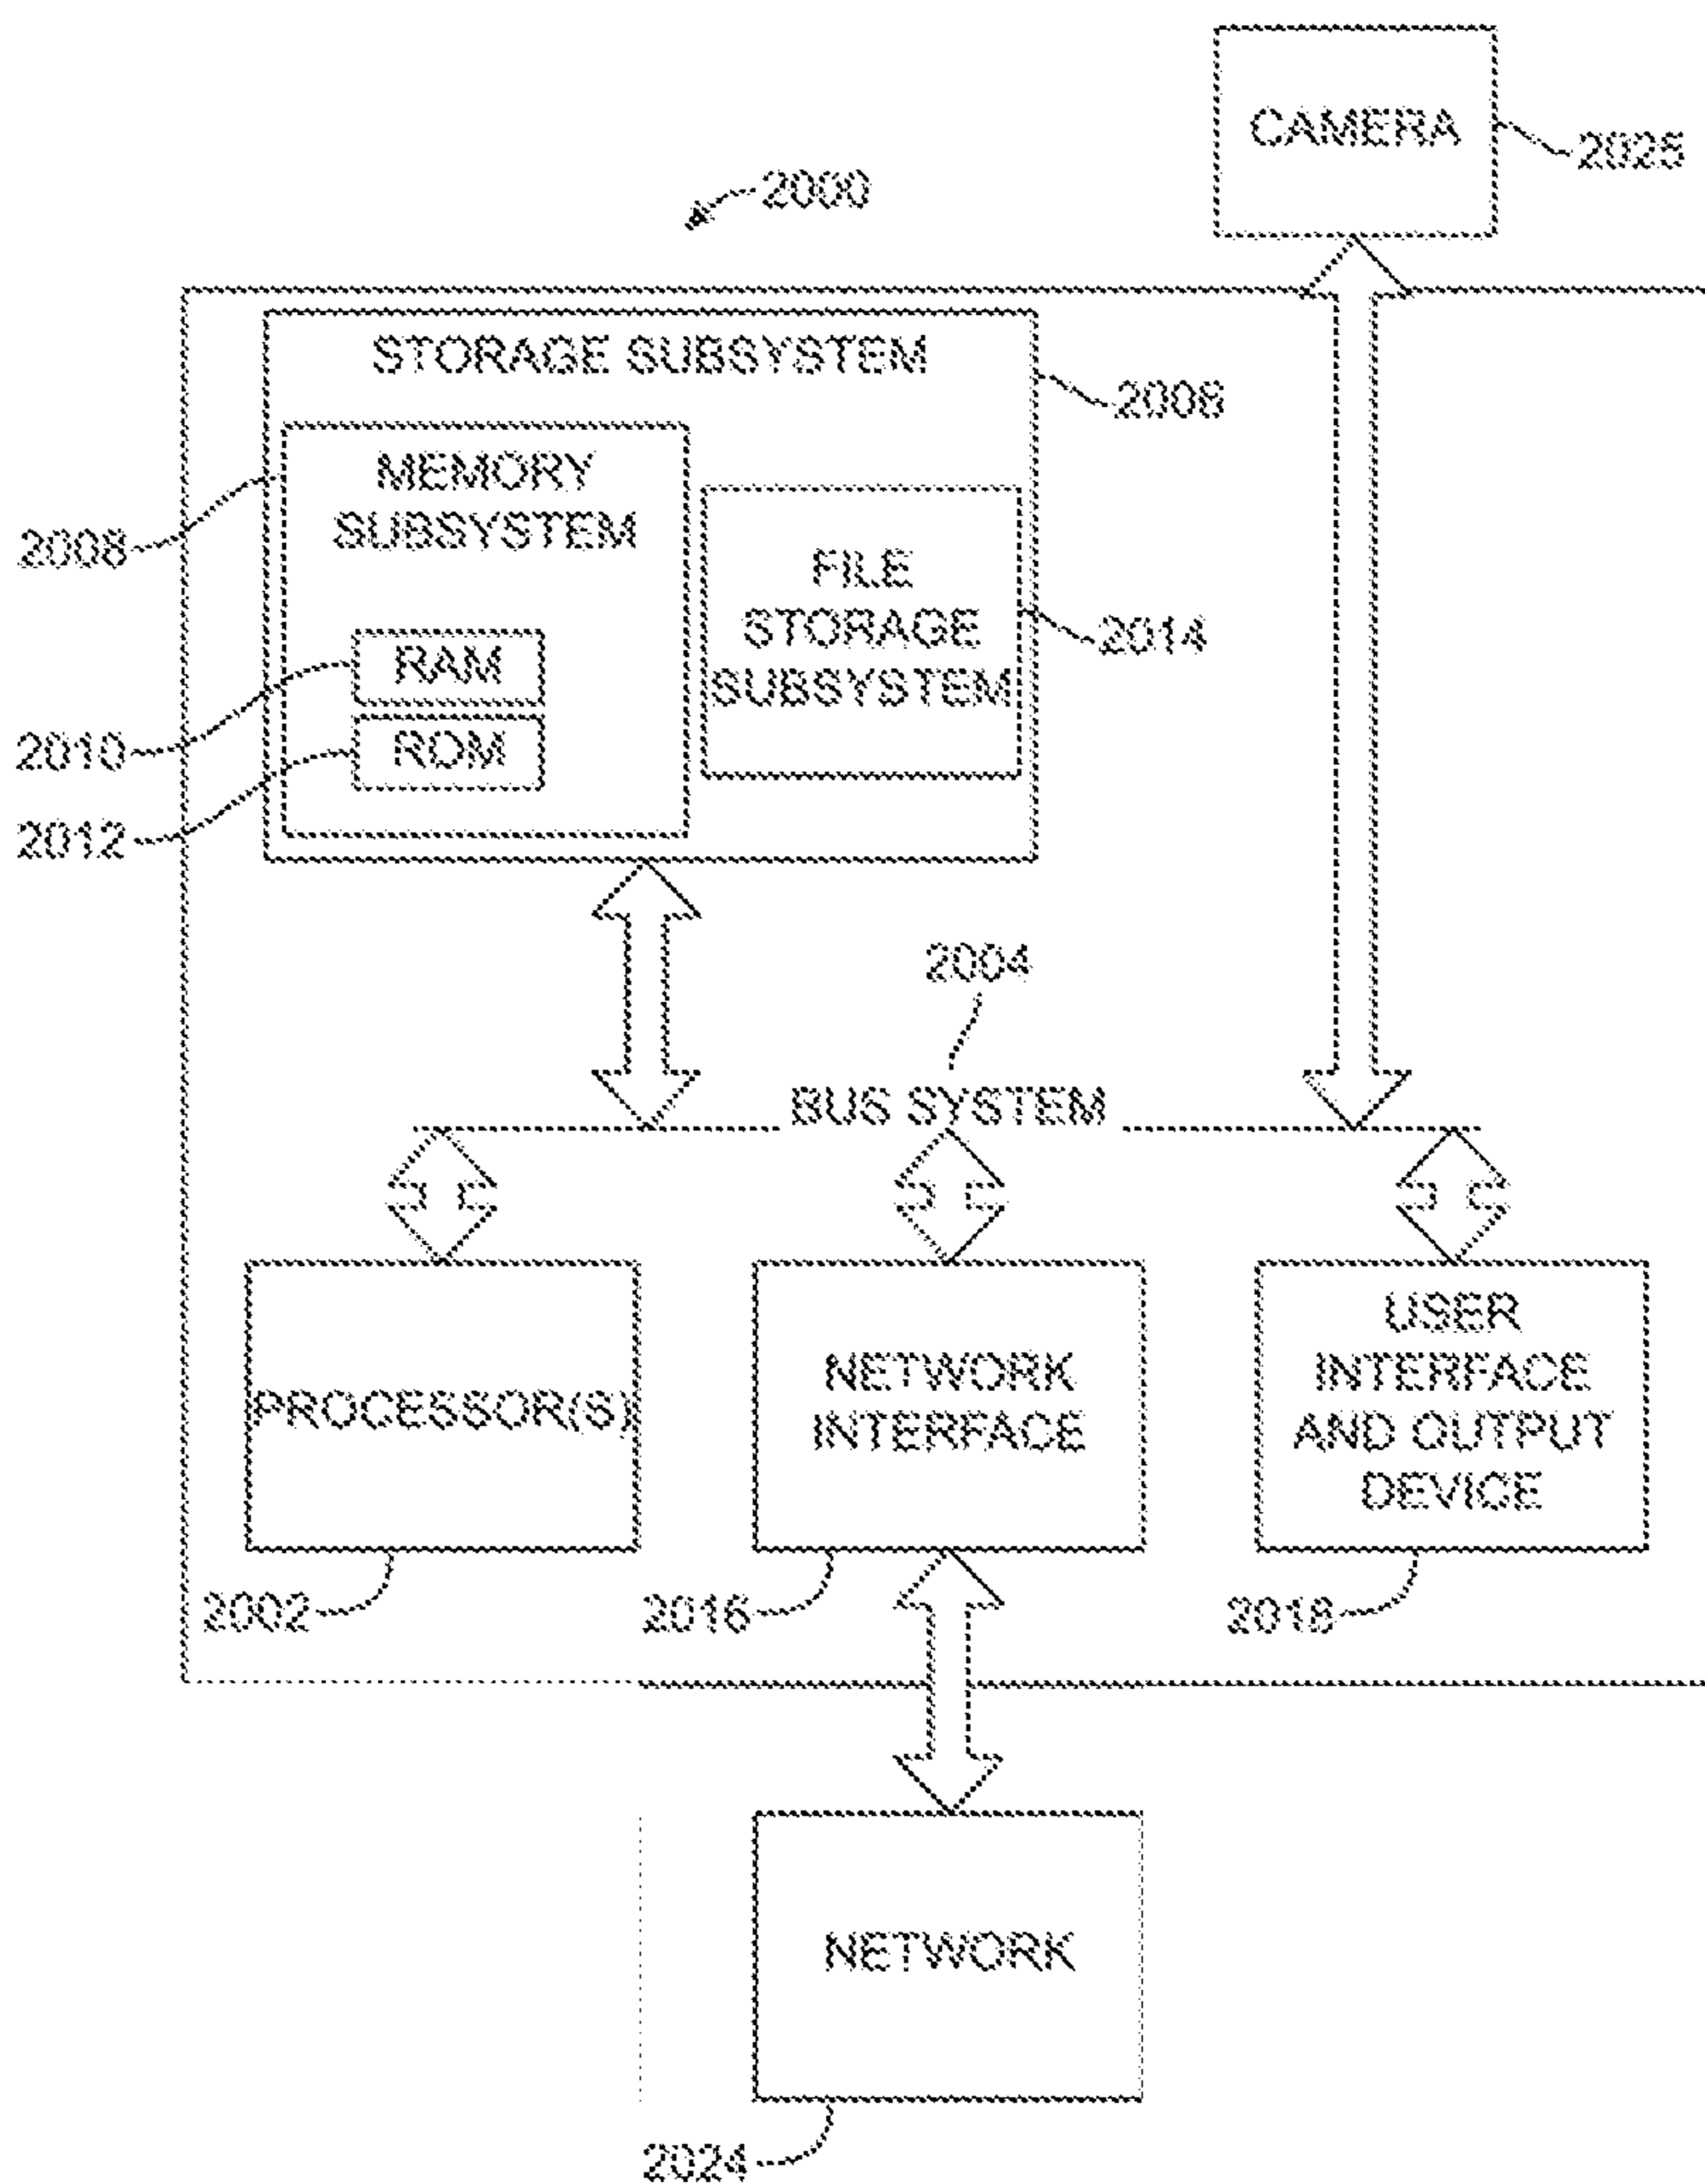 CAMERA
2025
2000
STORAGE SUBSYSTEM
2006
MEMORY
SUBSYSTEM
2008
FILE
STORAGE
SUBSYSTEM
2014
RAM
2010
ROM
2012
2004
BUS SYSTEM
PROCESSOR(S)
NETWORK
INTERFACE
USER
INTERFACE
AND OUTPUT
DEVICE
2002
2016
2018
NETWORK
2024